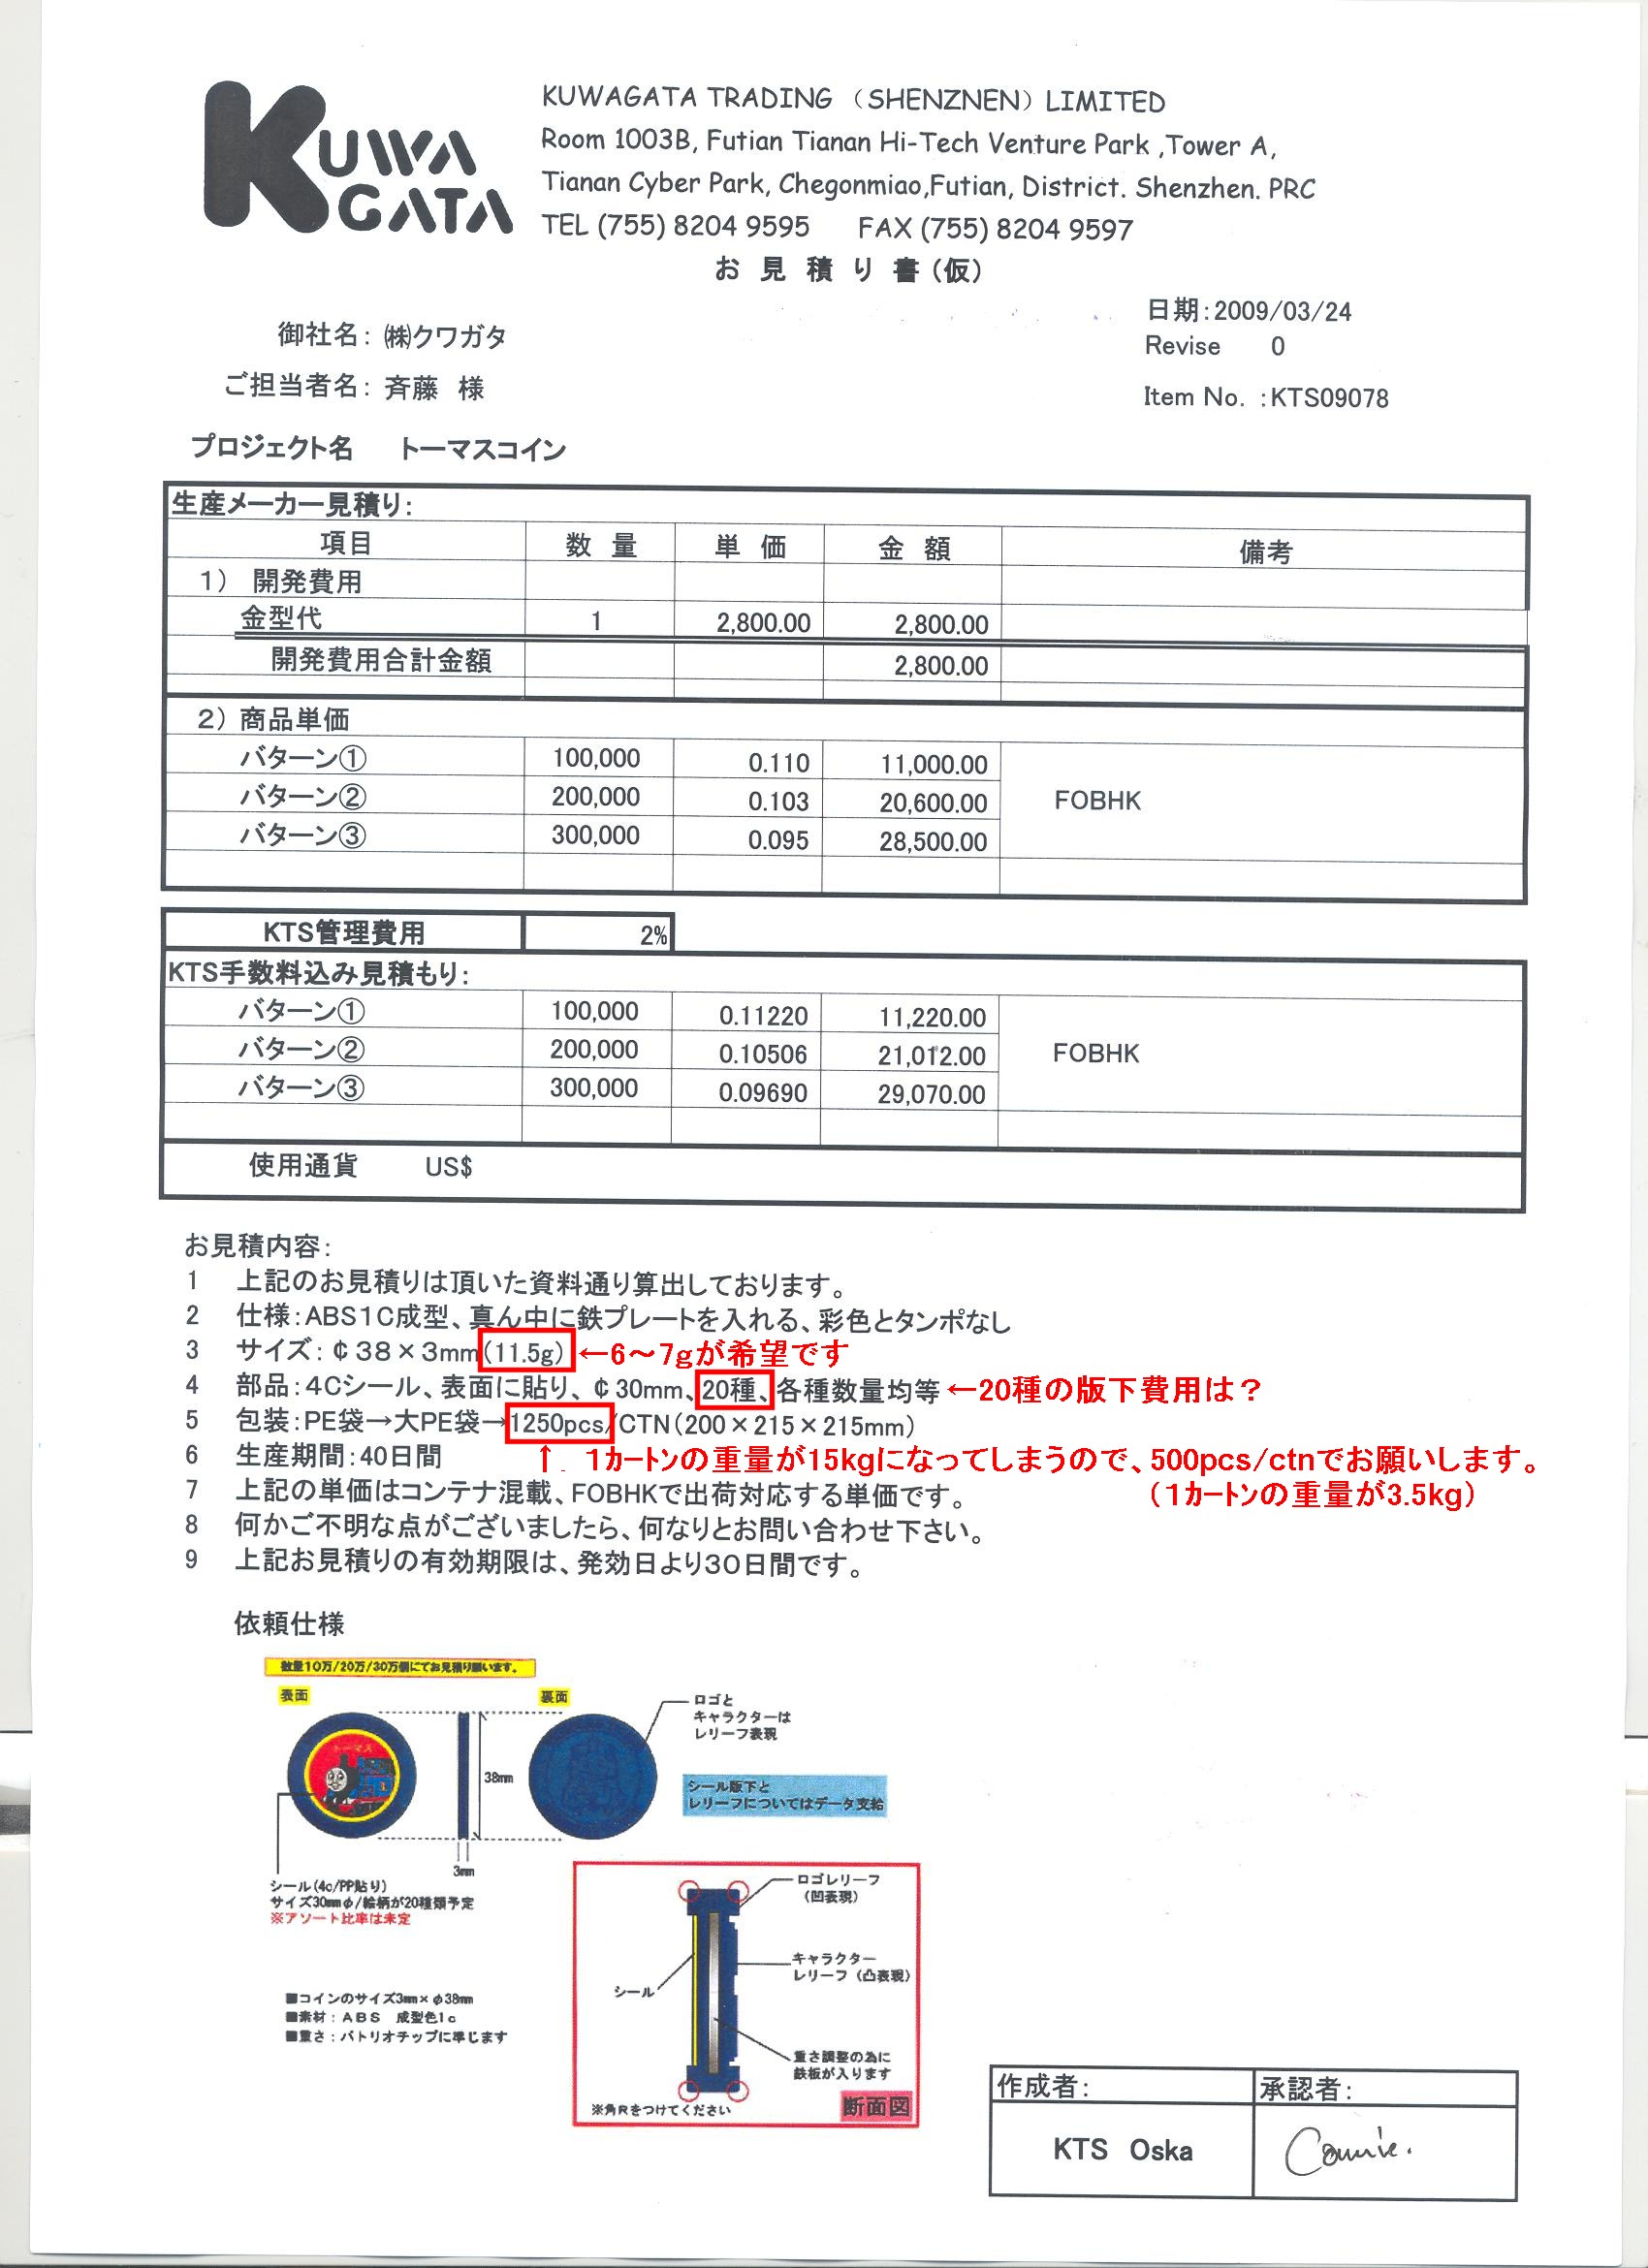 KUWAGATA
KUWAGATA TRADING （SHENZNEN）LIMITED
Room 1003B, Futian Tianan Hi-Tech Venture Park ,Tower A,
Tianan Cyber Park, Chegonmiao,Futian, District. Shenzhen. PRC
TEL (755) 8204 9595 FAX (755) 8204 9597
お 見 積 り 書（仮）
日期：2009/03/24
御社名： ㈱クワガタ
Revise 0
ご担当者名： 斉藤 様
Item No. ：KTS09078
プロジェクト名 トーマスコイン
生産メーカー見積り：
項目 数 量 単 価 金 額 備考
1） 開発費用
金型代 1 2,800.00 2,800.00
開発費用合計金額 2,800.00
2）商品単価
パターン① 100,000 0.110 11,000.00
パターン② 200,000 0.103 20,600.00 FOBHK
パターン③ 300,000 0.095 28,500.00
KTS管理費用 2%
KTS手数料込み見積もり：
パターン① 100,000 0.11220 11,220.00
パターン② 200,000 0.10506 21,012.00 FOBHK
パターン③ 300,000 0.09690 29,070.00
使用通貨 US$
お見積内容：
1 上記のお見積りは頂いた資料通り算出しております。
2 仕様：ABS1C成型、真ん中に鉄プレートを入れる、彩色とタンポなし
3 サイズ：￠38×3mm（11.5g）←6～7gが希望です
4 部品：4Cシール、表面に貼り、￠30mm、20種、各種数量均等 ←20種の版下費用は？
5 包装：PE袋→大PE袋→1250pcs/CTN（200×215×215mm）
6 生産期間：40日間 ↑ 1ｶｰﾄﾝの重量が15kgになってしまうので、500pcs/ctnでお願いします。
7 上記の単価はコンテナ混載、FOBHKで出荷対応する単価です。 （1ｶｰﾄﾝの重量が3.5kg）
8 何かご不明な点がございましたら、何なりとお問い合わせ下さい。
9 上記お見積りの有効期限は、発効日より30日間です。
依頼仕様
数量10万/20万/30万個にてお見積り願います。
表面
裏面
ロゴと
キャラクターは
レリーフ表現
トーマス
38mm
シール版下と
レリーフについてはデータ支給
3mm
シール(4c/PP貼り)
サイズ30mmφ/絵柄が20種類予定
※アソート比率は未定
ロゴレリーフ
（凹表現）
キャラクター
レリーフ（凸表現）
シール
■コインのサイズ3mm×φ38mm
■素材：ABS 成型色1c
■重さ：パトリオチップに準じます
重さ調整の為に
鉄板が入ります
※角Rをつけてください
断面図
作成者： 承認者：
KTS Oska Connie.